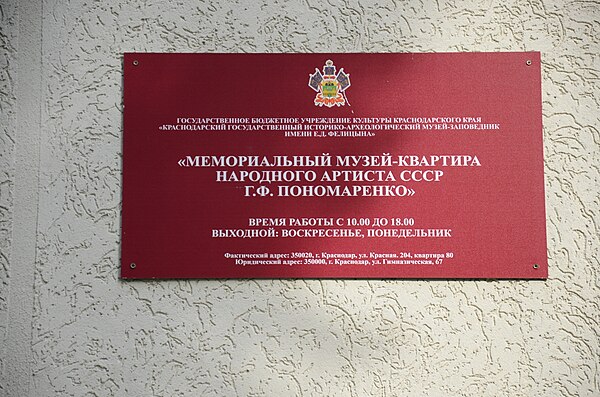 ГОСУДАРСТВЕННОЕ БЮДЖЕТНОЕ УЧРЕЖДЕНИЕ КУЛЬТУРЫ КРАСНОДАРСКОГО КРАЯ
«КРАСНОДАРСКИЙ ГОСУДАРСТВЕННЫЙ ИСТОРИКО-АРХЕОЛОГИЧЕСКИЙ МУЗЕЙ-ЗАПОВЕДНИК
ИМЕНИ Е.Д. ФЕЛИЦЫНА»
«МЕМОРИАЛЬНЫЙ МУЗЕЙ-КВАРТИРА
НАРОДНОГО АРТИСТА СССР
Г.Ф. ПОНОМАРЕНКО»
ВРЕМЯ РАБОТЫ С 10.00 ДО 18.00
ВЫХОДНОЙ: ВОСКРЕСЕНЬЕ, ПОНЕДЕЛЬНИК
Фактический адрес: 350020, г. Краснодар, ул. Красная, 204, квартира 80
Юридический адрес: 350000, г. Краснодар, ул. Гимназическая, 67